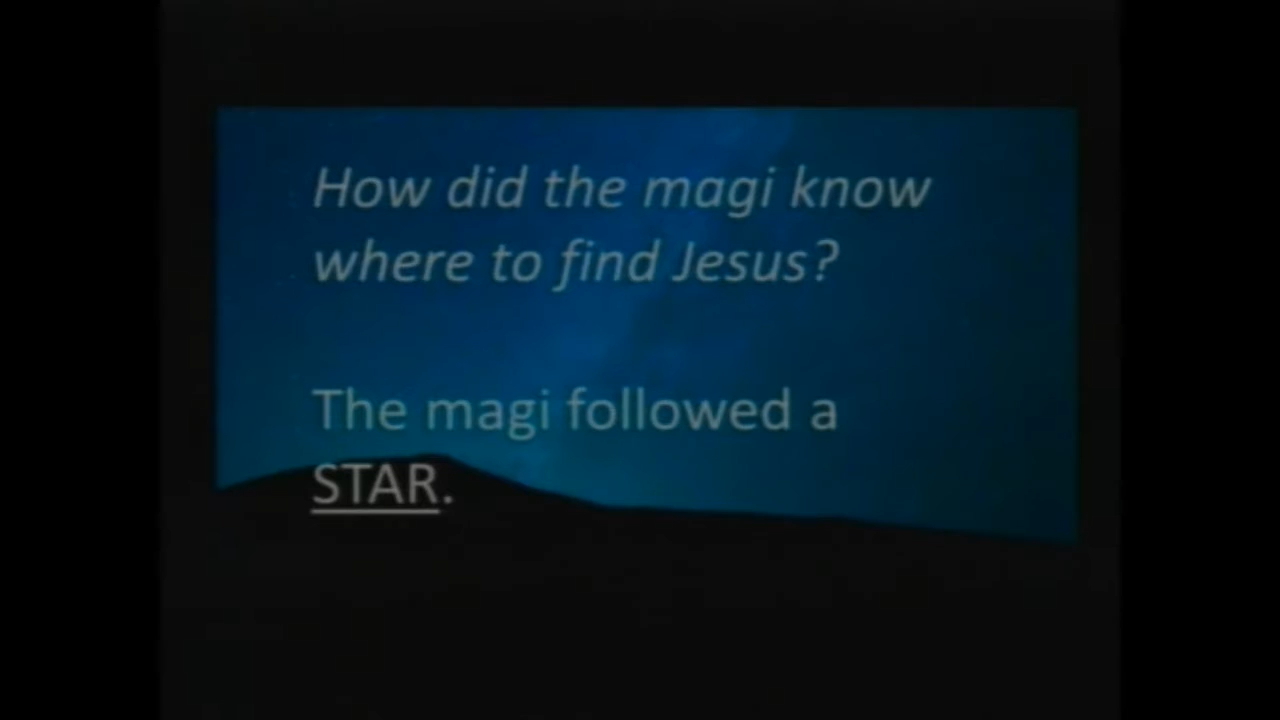 How did the magi know
where to find Jesus?
The magi followed a
STAR.